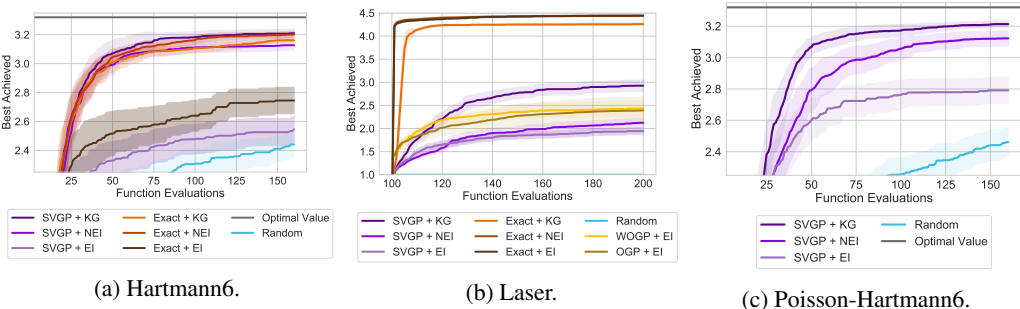 3.2
3.0
2.8
2.6
2.4
Best Achieved
25 50 75 100 125 150
Function Evaluations
SVGP + KG Exact + KG Optimal Value
SVGP + NEI Exact + NEI Random
SVGP + EI Exact + EI
(a) Hartmann6.
4.5
4.0
3.5
3.0
2.5
2.0
1.5
1.0
Best Achieved
100 120 140 160 180 200
Function Evaluations
SVGP + KG Exact + KG Random
SVGP + NEI Exact + NEI WOGP + EI
SVGP + EI Exact + EI OGP + EI
(b) Laser.
3.2
3.0
2.8
2.6
2.4
Best Achieved
25 50 75 100 125 150
Function Evaluations
SVGP + KG Random
SVGP + NEI Optimal Value
SVGP + EI
(c) Poisson-Hartmann6.